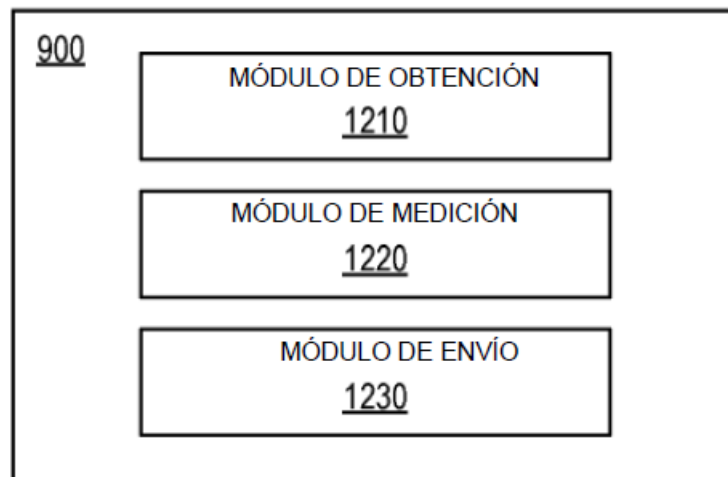 900
MÓDULO DE OBTENCIÓN
1210
MÓDULO DE MEDICIÓN
1220
MÓDULO DE ENVÍO
1230